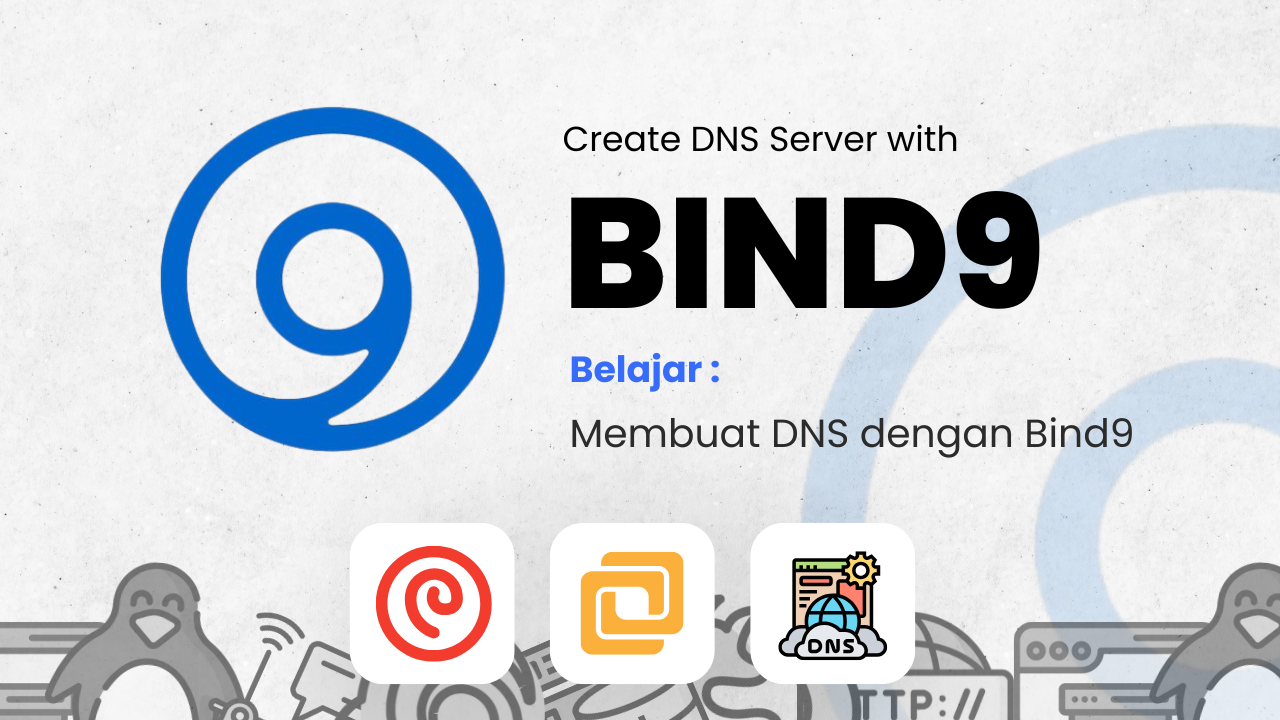 Create DNS Server with
BIND9
Belajar :
Membuat DNS dengan Bind9
DNS
TTP://